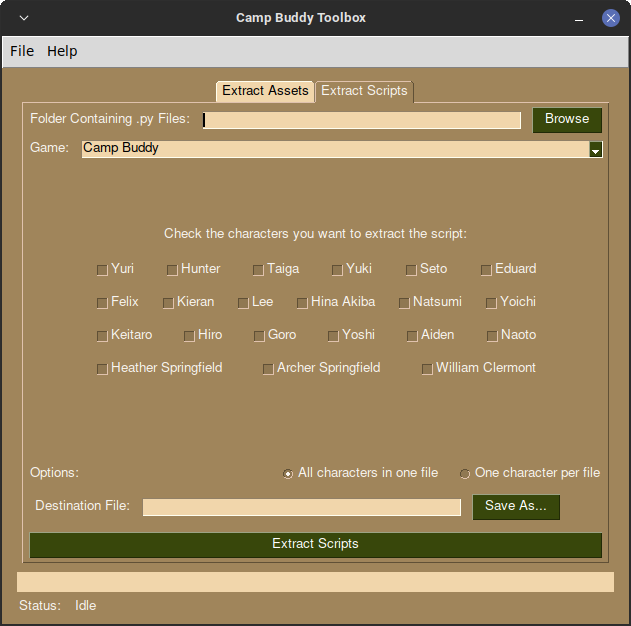 Camp Buddy Toolbox
File Help
Extract Assets Extract Scripts
Folder Containing .py Files: Browse
Game: Camp Buddy
Check the characters you want to extract the script:
Yuri Hunter Taiga Yuki Seto Eduard
Felix Kieran Lee Hina Akiba Natsumi Yoichi
Keitaro Hiro Goro Yoshi Aiden Naoto
Heather Springfield Archer Springfield William Clermont
Options: All characters in one file One character per file
Destination File: Save As...
Extract Scripts
Status: Idle